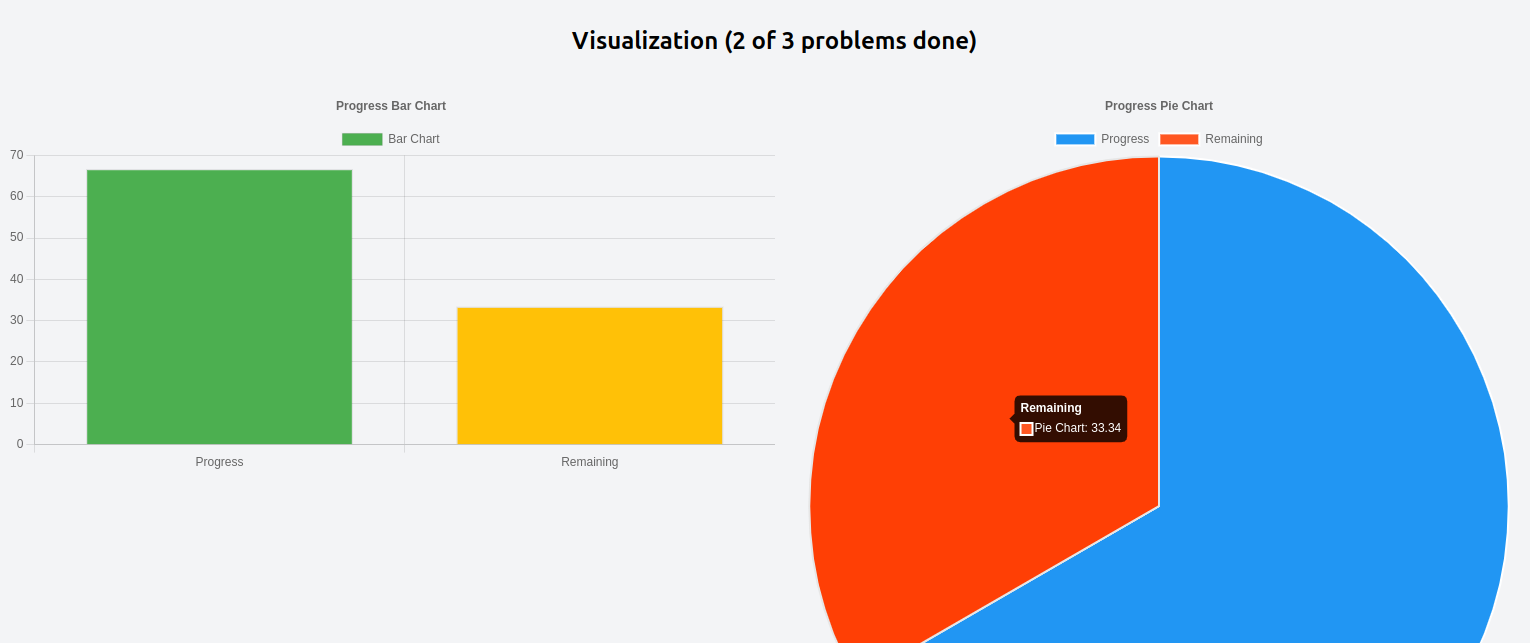 Visualization (2 of 3 problems done)
Progress Bar Chart
Bar Chart
70
60
50
40
30
20
10
0
Progress
Remaining
Progress Pie Chart
Progress Remaining
Remaining
Pie Chart: 33.34